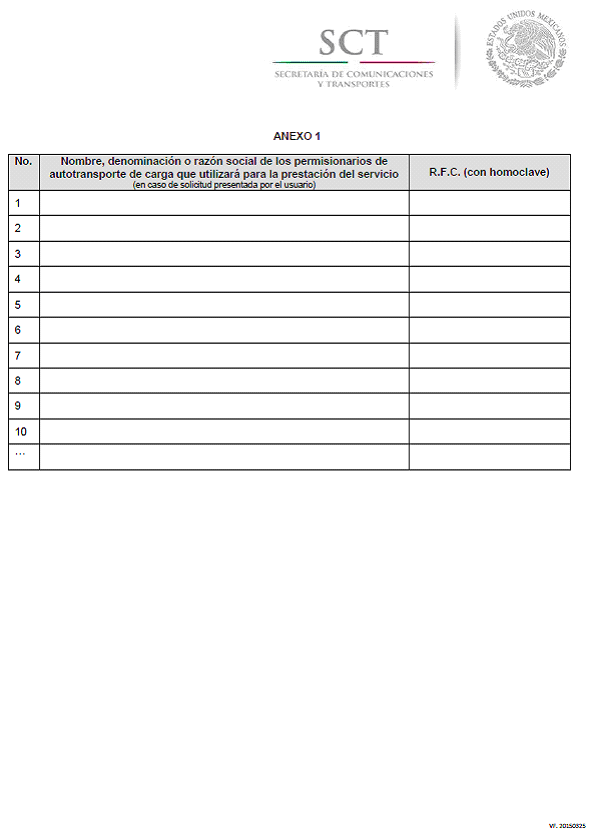 SCT
SECRETARÍA DE COMUNICACIONES
Y TRANSPORTES
ESTADOS UNIDOS MEXICANOS
ANEXO 1
No.
Nombre, denominación o razón social de los permisionarios de
autotransporte de carga que utilizará para la prestación del servicio
(en caso de solicitud presentada por el usuario)
R.F.C. (con homoclave)
1
2
3
4
5
6
7
8
9
10
...
VF. 20150325